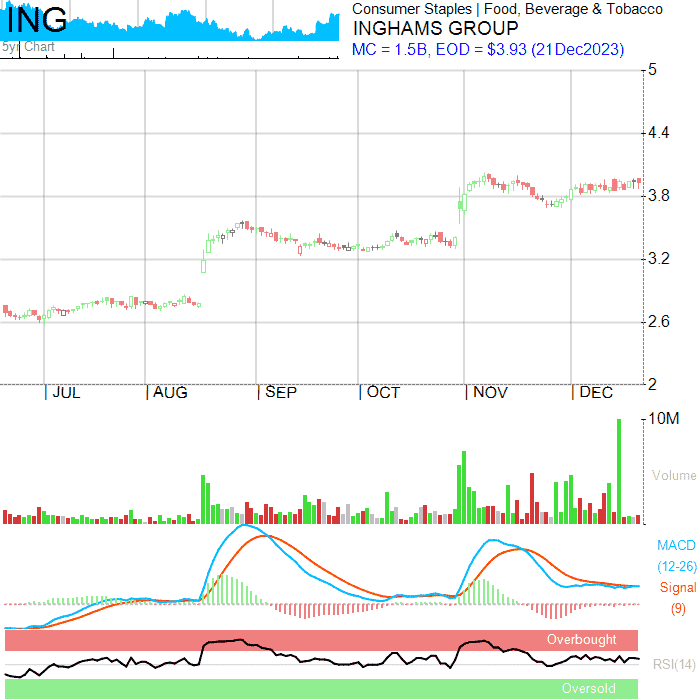 ING
5yr Chart
Consumer Staples | Food, Beverage & Tobacco
INGHAMS GROUP
MC = 1.5B, EOD = $3.93 (21Dec2023)
5
4.4
3.8
3.2
2.6
2
| JUL | AUG | SEP | OCT | NOV | DEC
10M
Volume
MACD
(12-26)
Signal
(9)
Overbought
RSI(14)
Oversold